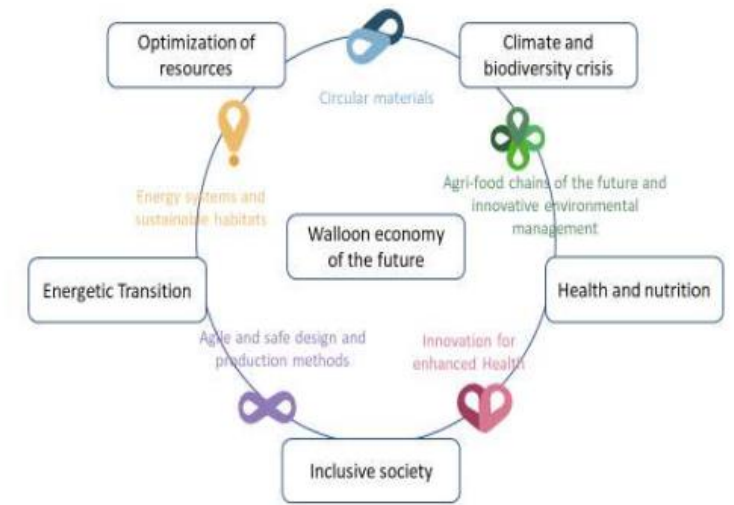 Optimization of
resources
Climate and
biodiversity crisis
Circular materials
Energy systems and
sustainable habitats
Agri-food chains of the future and
innovative environmental
management
Walloon economy
of the future
Energetic Transition
Health and nutrition
Agile and safe design and
production methods
Innovation for
enhanced Health
Inclusive society